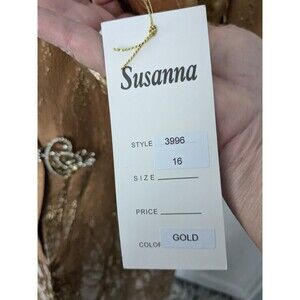 Susanna
STYLE 3996
16
SIZE
PRICE
COLOR GOLD